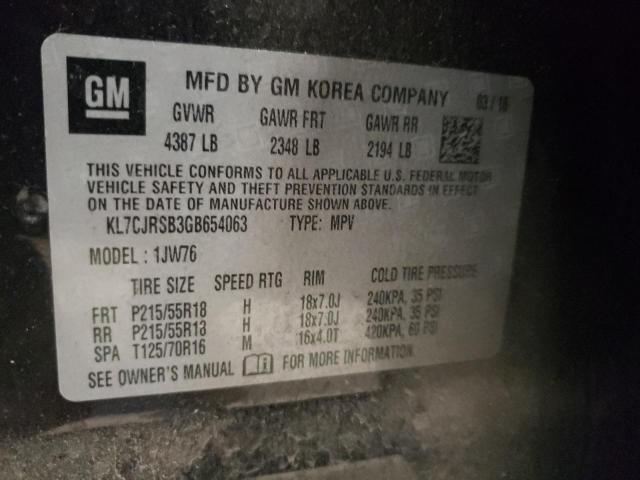 GM
MFD BY GM KOREA COMPANY 03/16
GVWR GAWR FRT GAWR RR
4387 LB 2348 LB 2194 LB
THIS VEHICLE CONFORMS TO ALL APPLICABLE U.S. FEDERAL MOTOR
VEHICLE SAFETY AND THEFT PREVENTION STANDARDS IN EFFECT
ON THE DATE OF MANUFACTURE SHOWN ABOVE.
KL7CJRSB3GB654063 TYPE: MPV
MODEL : 1JW76
TIRE SIZE SPEED RTG RIM COLD TIRE PRESSURE
FRT P215/55R18 H 18x7.0J 240KPA, 35 PSI
RR P215/55R13 H 18x7.0J 240KPA, 35 PSI
SPA T125/70R16 M 16x4.0T 420KPA, 60 PSI
SEE OWNER'S MANUAL FOR MORE INFORMATION